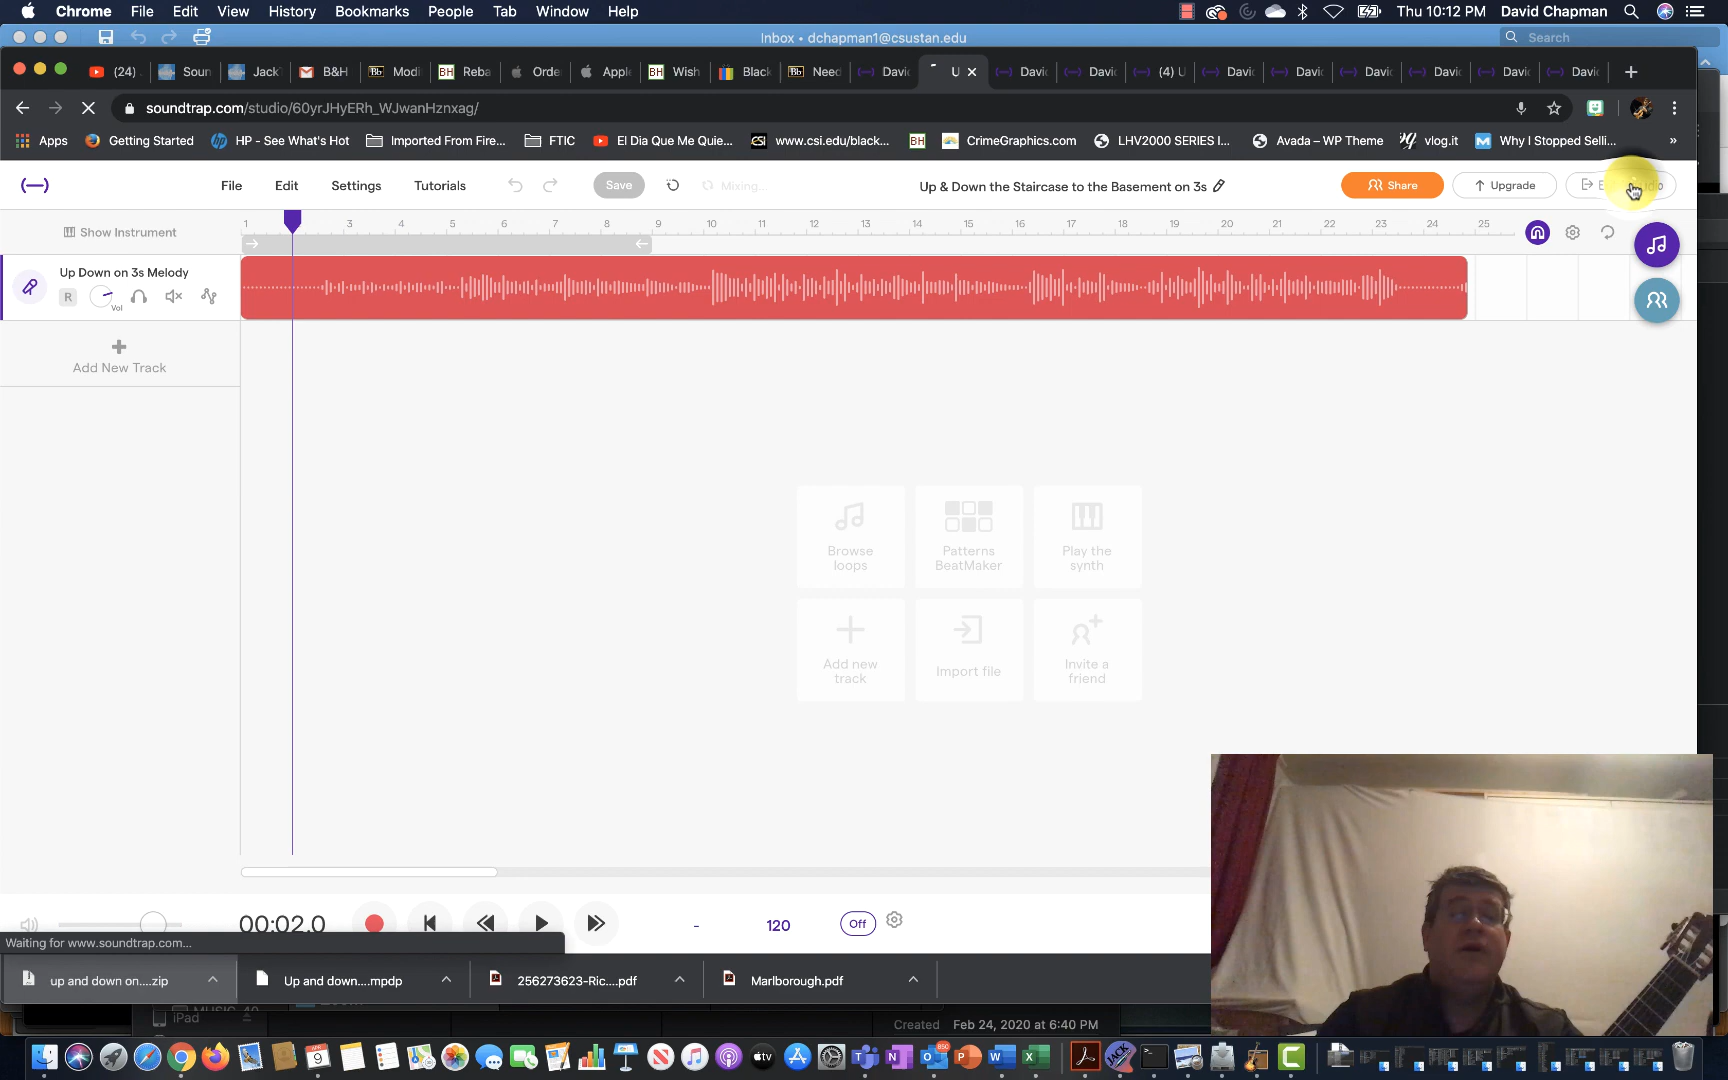 Chrome File Edit View History Bookmarks People Tab Window Help Thu 10:12 PM David Chapman
Inbox • dchapman1@csustan.edu Search
(24) Soun Jack B&H Bb Modi BH Reba Orde Apple BH Wish Black Bb Need Davi U Davi Davi (4) U Davi Davi Davi Davi Davi Davi
soundtrap.com/studio/60yrJHyERh_WJwanHznxag/
Apps Getting Started HP - See What's Hot Imported From Fire... FTIC El Dia Que Me Quie... CSI www.csi.edu/black... BH CrimeGraphics.com LHV2000 SERIES I... Avada – WP Theme vlog.it Why I Stopped Selli... »
File Edit Settings Tutorials Save Mixing... Up & Down the Staircase to the Basement on 3s Share Upgrade
Show Instrument 1 3 4 5 6 7 8 9 10 11 12 13 14 15 16 17 18 19 20 21 22 23 24 25
Up Down on 3s Melody
R Vol
Add New Track
Browse loops
Patterns BeatMaker
Play the synth
Add new track
Import file
Invite a friend
00:02.0 - 120 Off
Waiting for www.soundtrap.com...
up and down on....zip Up and down....mpdp 256273623-Ric....pdf Marlborough.pdf
iPad
Created Feb 24, 2020 at 6:40 PM